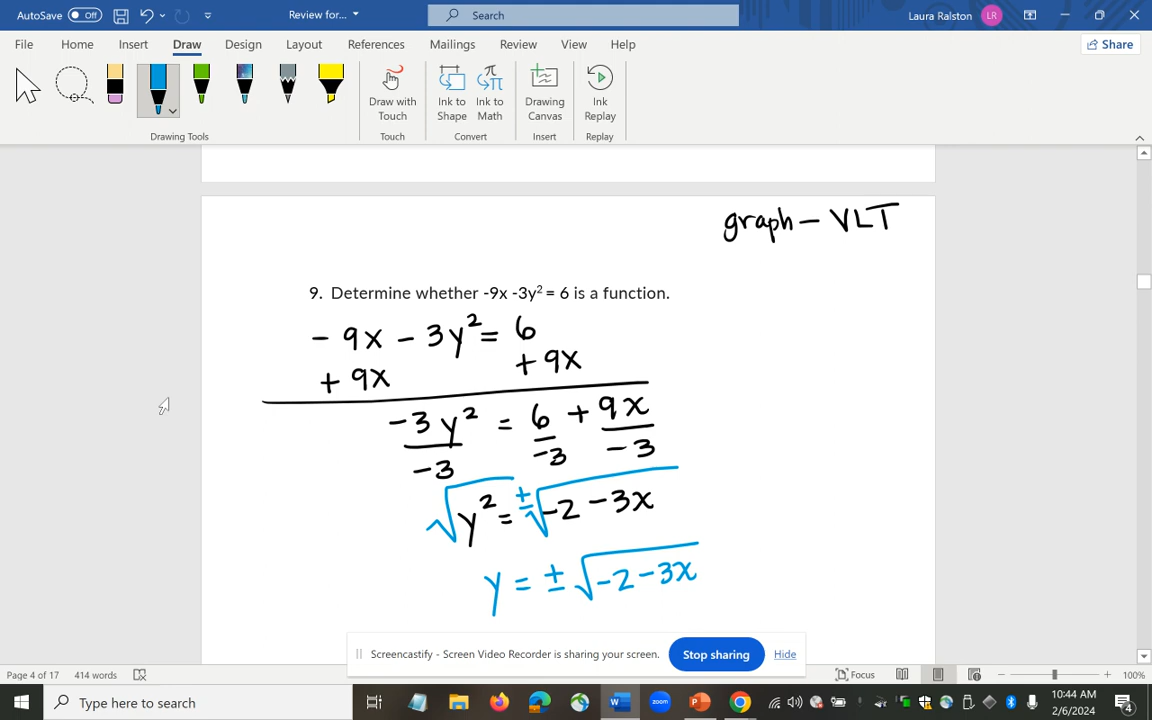 AutoSave Off Review for... Search Laura Ralston LR
File Home Insert Draw Design Layout References Mailings Review View Help Share
Draw with Touch Ink to Shape Ink to Math Drawing Canvas Ink Replay
Drawing Tools Touch Convert Insert Replay
graph – VLT
9. Determine whether -9x -3y² = 6 is a function.
- 9x - 3y² = 6
+ 9x + 9x
-3y² = 6 + 9x
-3 -3 -3
√y² = ±√-2 - 3x
y = ± √-2 - 3x
Screencastify - Screen Video Recorder is sharing your screen. Stop sharing Hide
Page 4 of 17 414 words Focus 100%
Type here to search 10:44 AM
2/6/2024 4